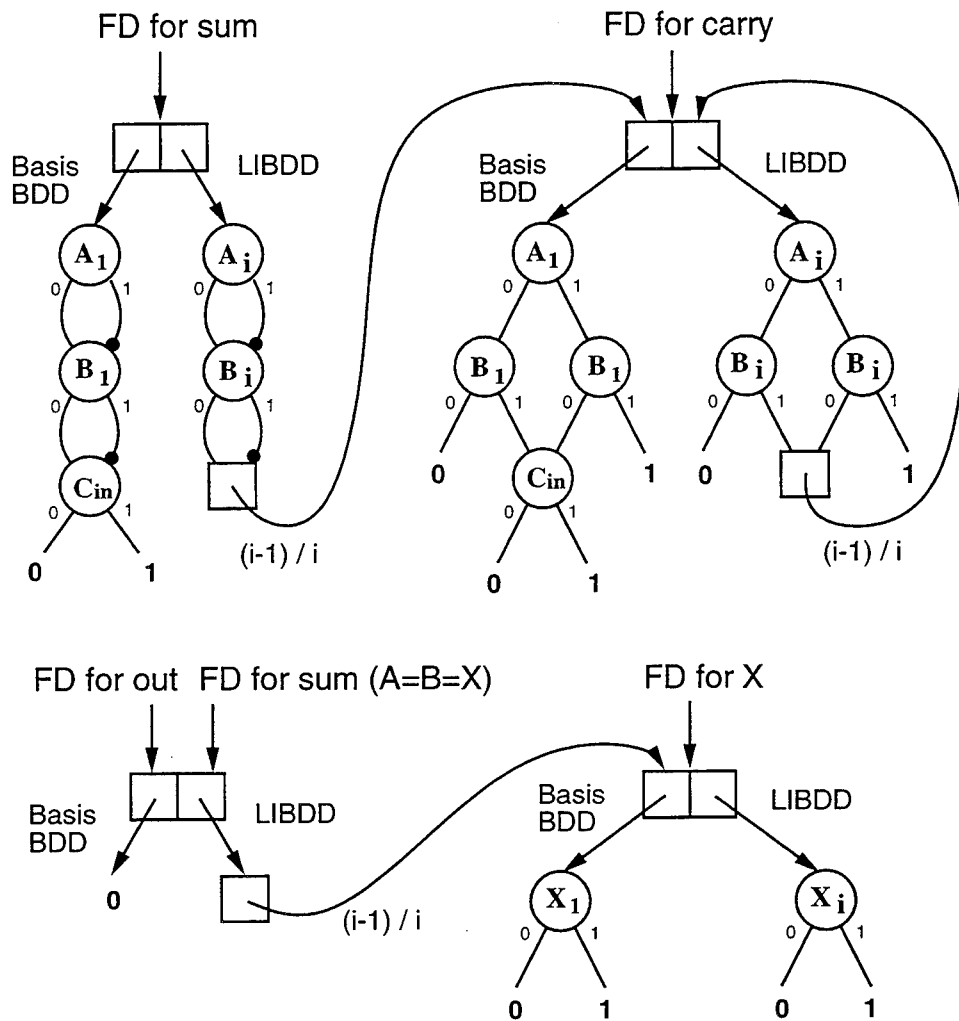 FD for sum
FD for carry
Basis BDD
LIBDD
Basis BDD
LIBDD
A1
Ai
A1
Ai
0 1
0 1
0 1
0 1
B1
Bi
B1
B1
Bi
Bi
0 1
0 1
0 1
0 1
0 1
0 1
0
1
0
1
Cin
Cin
0 1
0 1
0
1
(i-1) / i
(i-1) / i
0
1
FD for out
FD for sum (A=B=X)
FD for X
Basis BDD
LIBDD
Basis BDD
LIBDD
0
(i-1) / i
X1
Xi
0 1
0 1
0
1
0
1